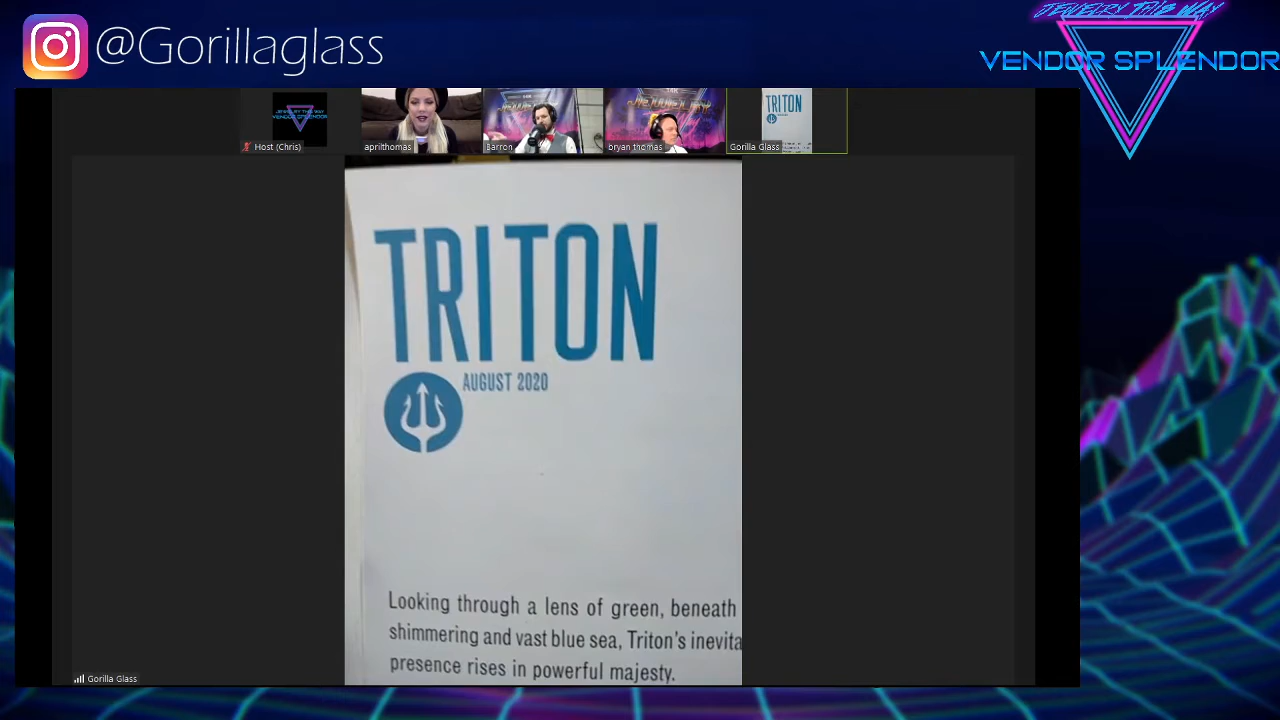 @Gorillaglass
JEWELRY THIS WAY
VENDOR SPLENDOR
Host (Chris)
aprilthomas
Barron
bryan thomas
Gorilla Glass
TRITON
TRITON
AUGUST 2020
Looking through a lens of green, beneath
shimmering and vast blue sea, Triton's inevita
presence rises in powerful majesty.
Gorilla Glass